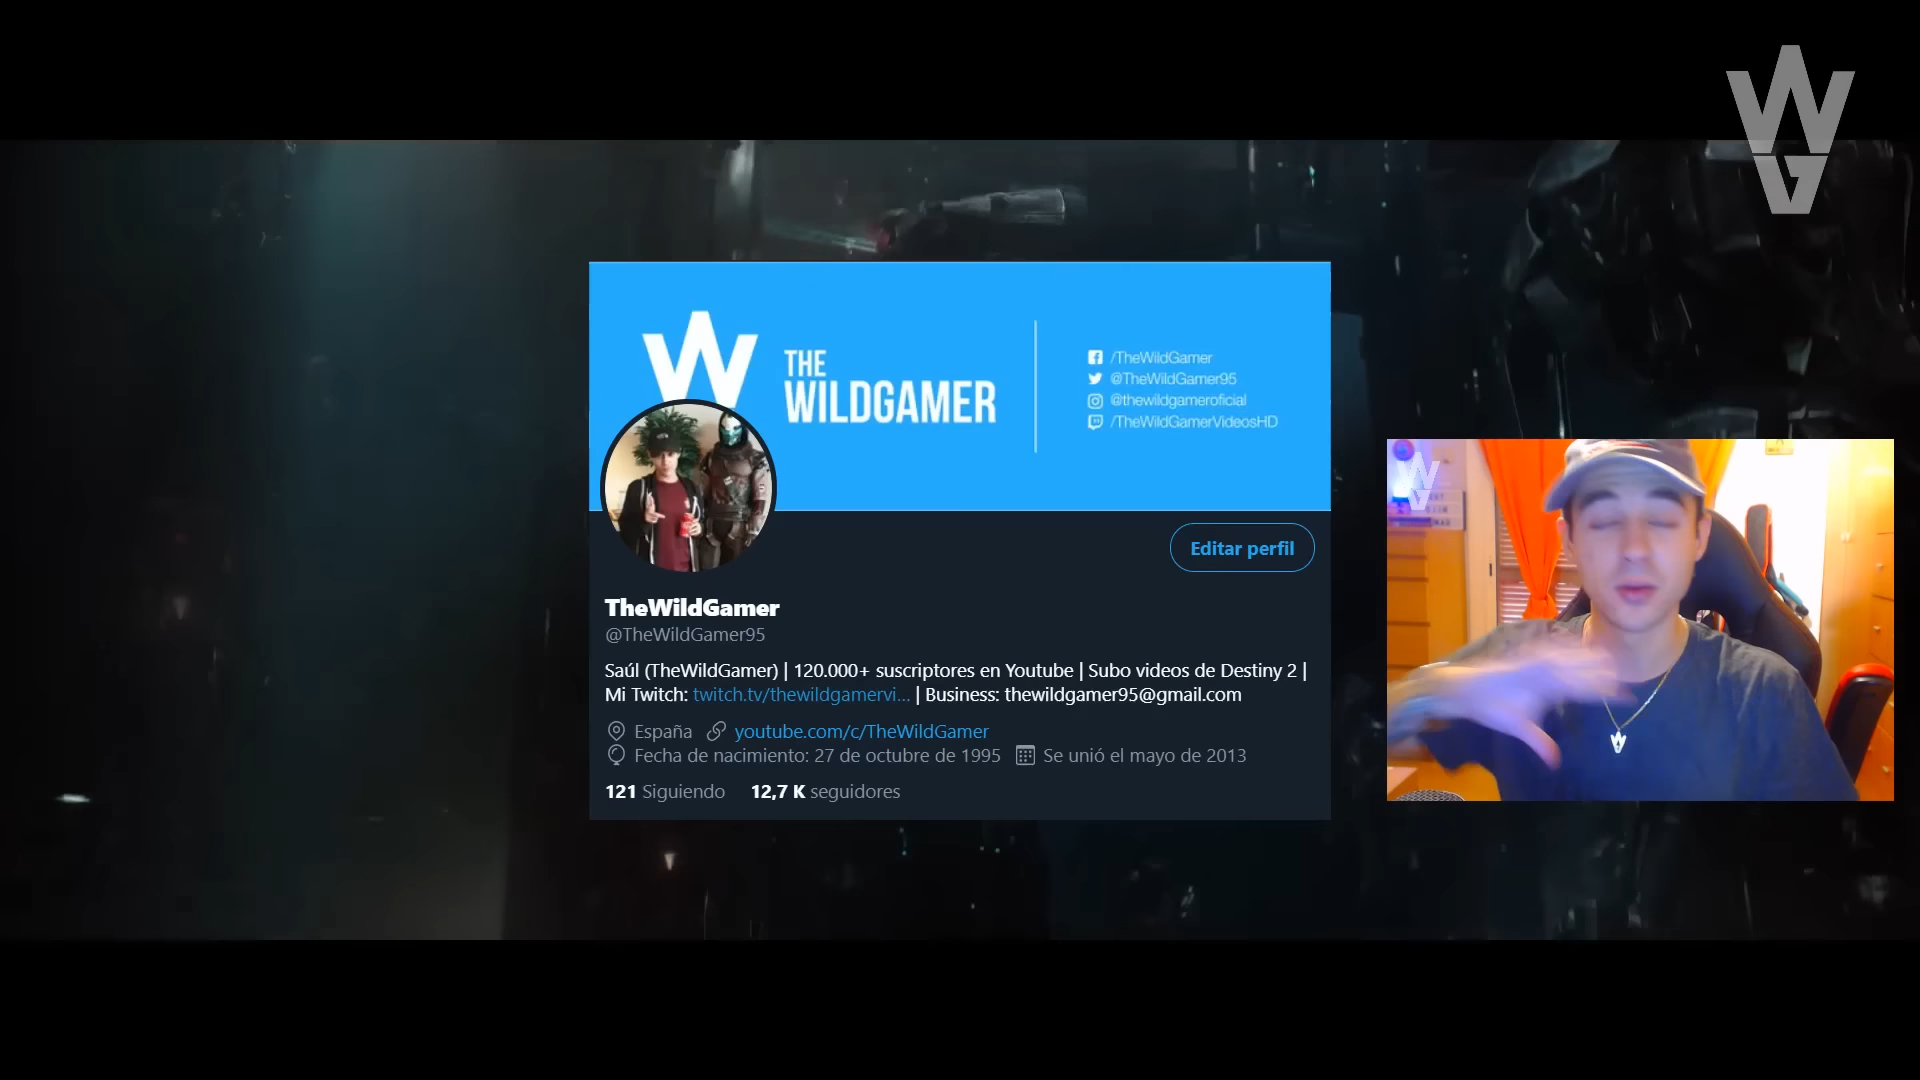 WG
W THE
WILDGAMER
/TheWildGamer
@TheWildGamer95
@thewildgameroficial
/TheWildGamerVideosHD
Editar perfil
TheWildGamer
@TheWildGamer95
Saúl (TheWildGamer) | 120.000+ suscriptores en Youtube | Subo videos de Destiny 2 |
Mi Twitch: twitch.tv/thewildgamervi... | Business: thewildgamer95@gmail.com
España youtube.com/c/TheWildGamer
Fecha de nacimiento: 27 de octubre de 1995 Se unió el mayo de 2013
121 Siguiendo 12,7 K seguidores
WG